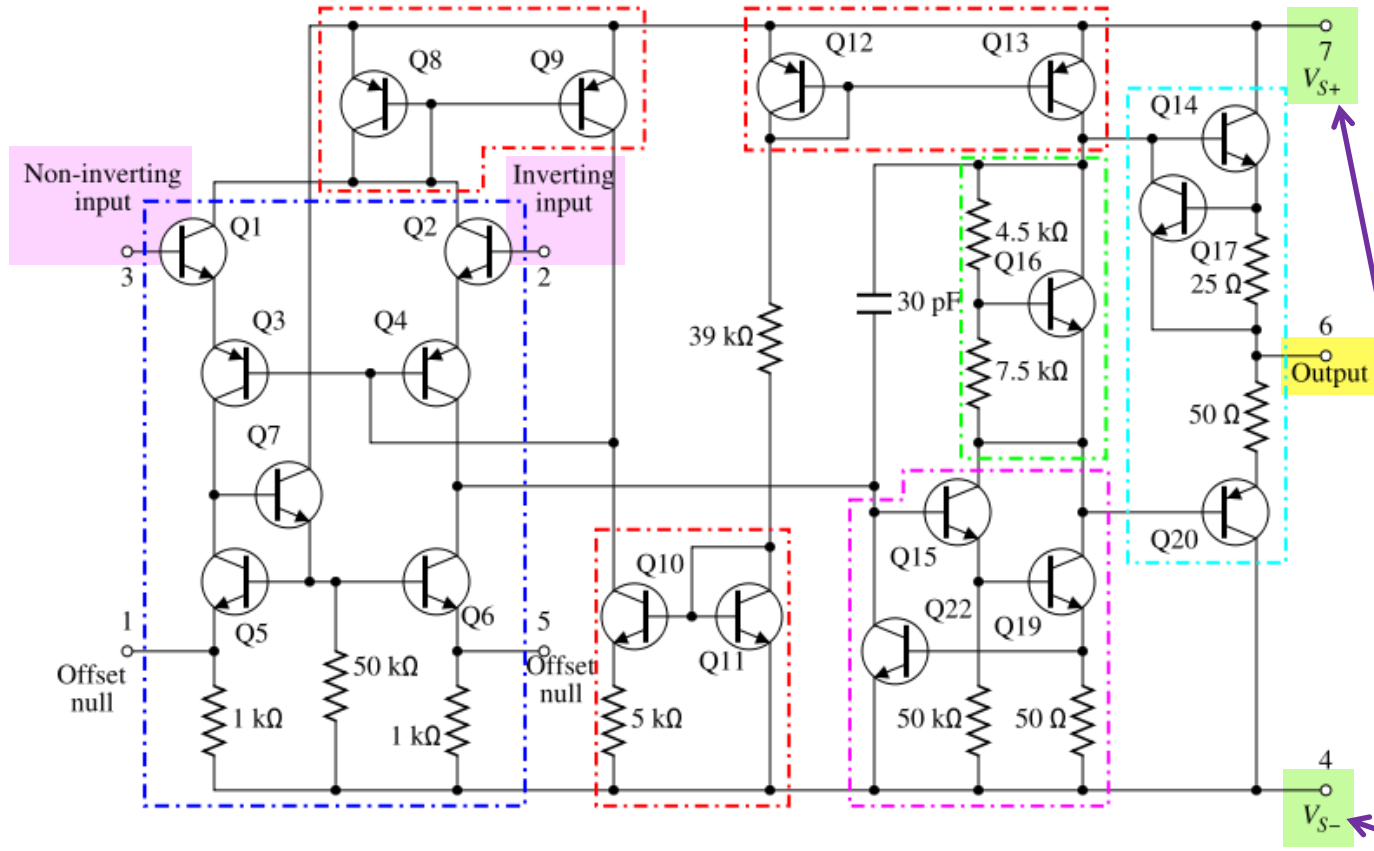 Q8
Q9
Q12
Q13
7
V_{S+}
Q14
Non-inverting
input
3
Inverting
input
2
Q1
Q2
4.5 kΩ
Q16
Q17
25 Ω
Q3
Q4
39 kΩ
30 pF
7.5 kΩ
6
Output
50 Ω
Q7
Q15
Q20
Q10
Q22
Q19
1
Offset
null
Q5
Q6
5
Offset
null
Q11
50 kΩ
1 kΩ
1 kΩ
5 kΩ
50 kΩ
50 Ω
4
V_{S−}